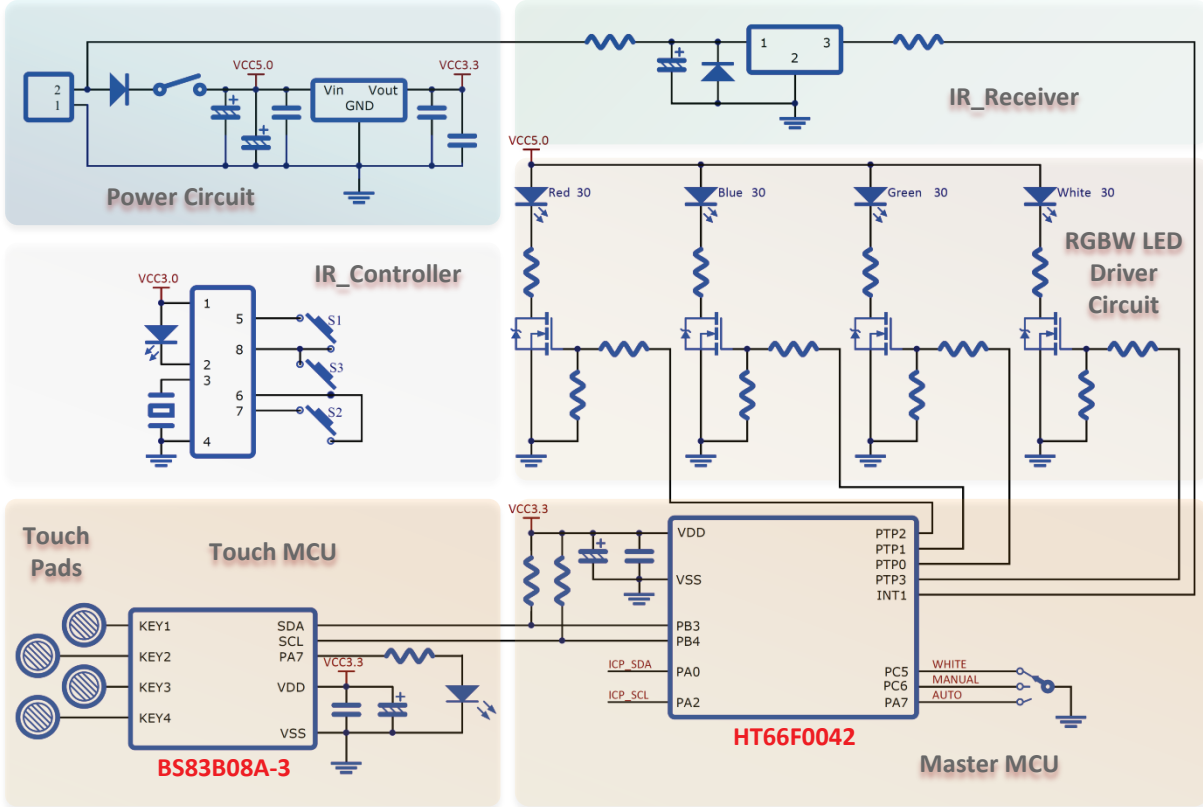 2
1
VCC5.0
Vin Vout
GND
VCC3.3
Power Circuit
1 3
2
IR_Receiver
VCC5.0
Red 30
Blue 30
Green 30
White 30
RGBW LED
Driver
Circuit
IR_Controller
VCC3.0
1
2
3
4
5
8
6
7
S1
S3
S2
Touch
Pads
Touch MCU
KEY1
KEY2
KEY3
KEY4
SDA
SCL
PA7
VDD
VSS
VCC3.3
BS83B08A-3
VCC3.3
VDD
VSS
PB3
PB4
ICP_SDA
PA0
ICP_SCL
PA2
PTP2
PTP1
PTP0
PTP3
INT1
PC5
PC6
PA7
WHITE
MANUAL
AUTO
HT66F0042
Master MCU